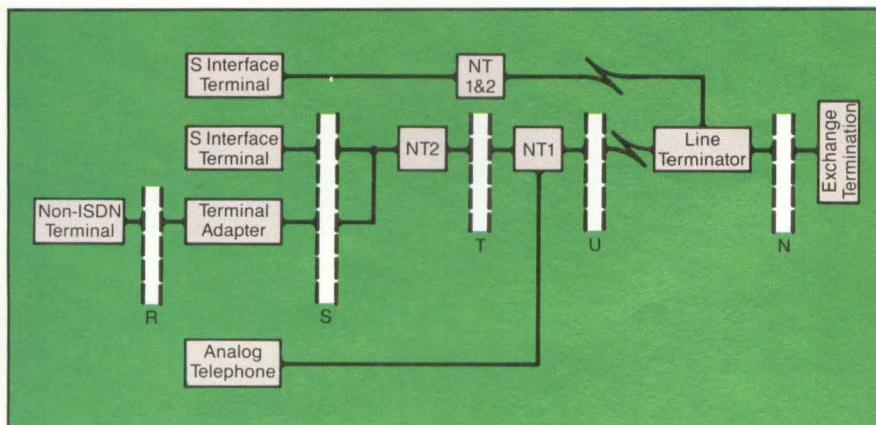 S Interface
Terminal
NT
1&2
S Interface
Terminal
NT2
NT1
Line
Terminator
Exchange
Termination
Non-ISDN
Terminal
Terminal
Adapter
T
U
N
R
S
Analog
Telephone